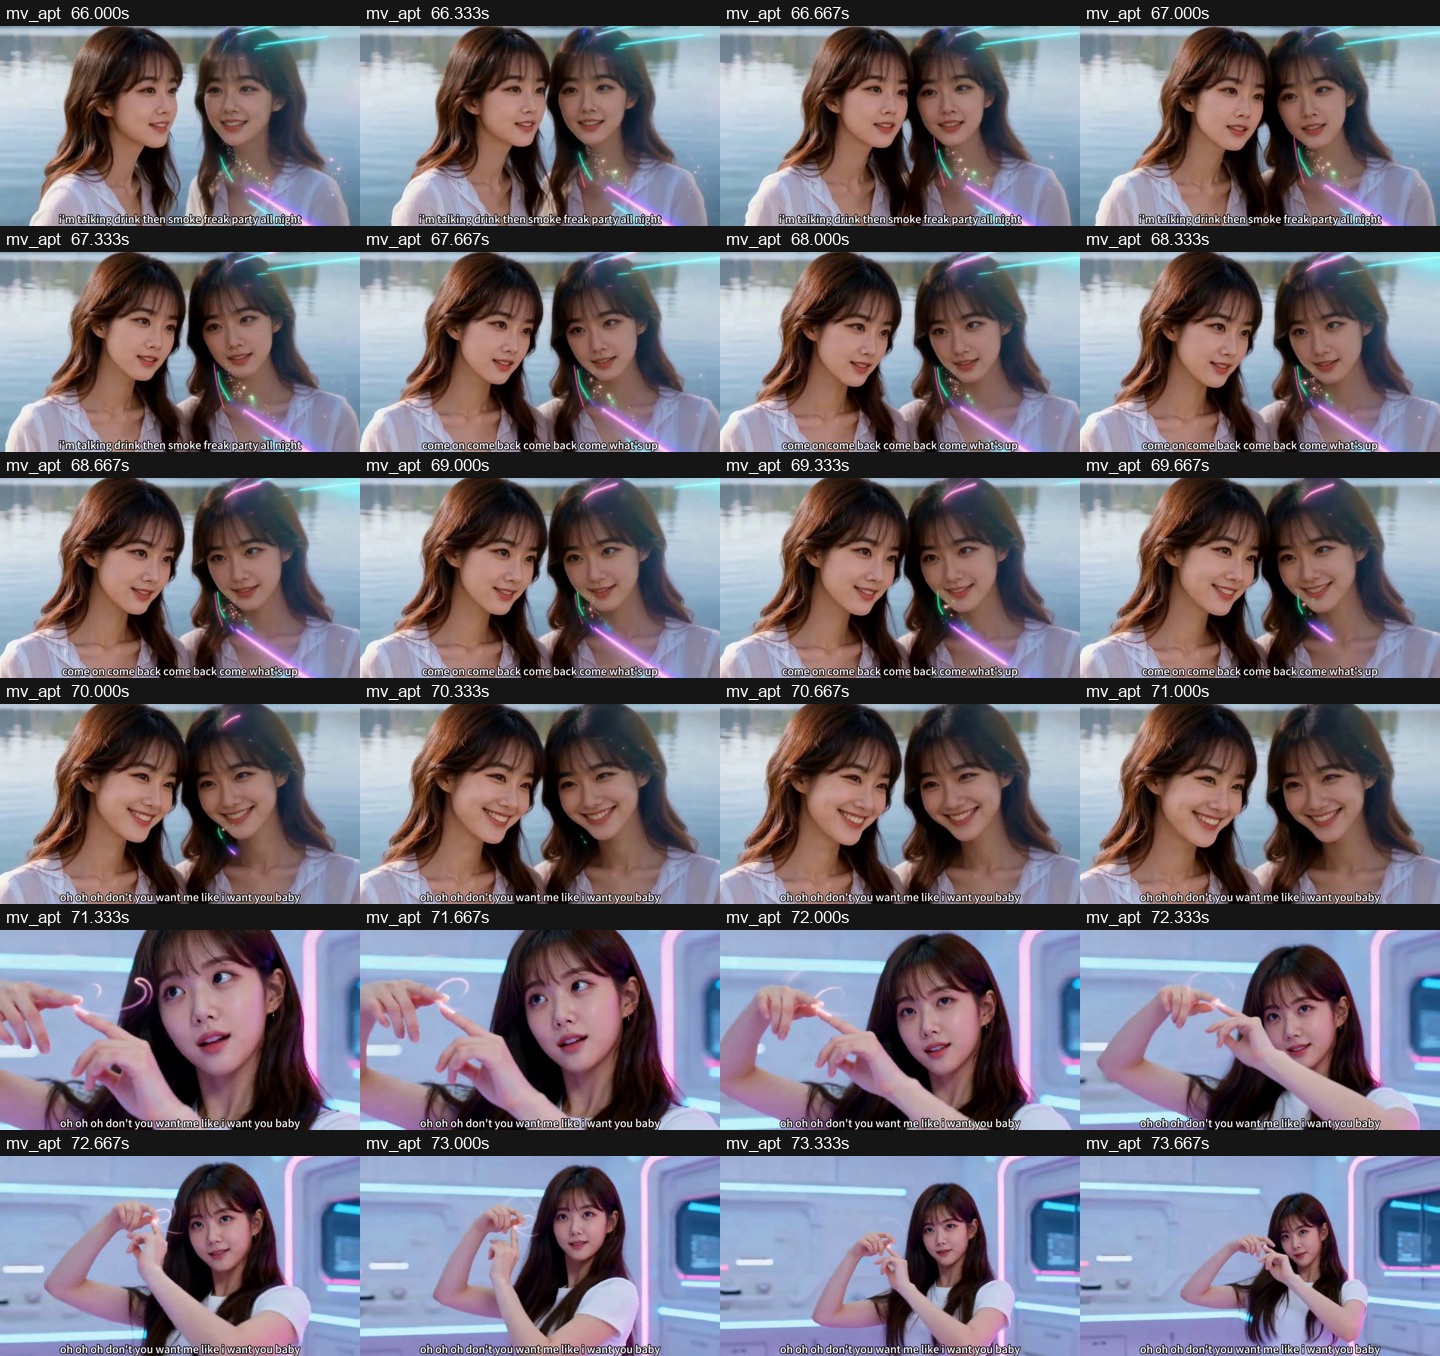 mv_apt 66.000s
i'm talking drink then smoke freak party all night
mv_apt 66.333s
i'm talking drink then smoke freak party all night
mv_apt 66.667s
i'm talking drink then smoke freak party all night
mv_apt 67.000s
i'm talking drink then smoke freak party all night
mv_apt 67.333s
i'm talking drink then smoke freak party all night
mv_apt 67.667s
come on come back come back come what's up
mv_apt 68.000s
come on come back come back come what's up
mv_apt 68.333s
come on come back come back come what's up
mv_apt 68.667s
come on come back come back come what's up
mv_apt 69.000s
come on come back come back come what's up
mv_apt 69.333s
come on come back come back come what's up
mv_apt 69.667s
come on come back come back come what's up
mv_apt 70.000s
oh oh oh don't you want me like i want you baby
mv_apt 70.333s
oh oh oh don't you want me like i want you baby
mv_apt 70.667s
oh oh oh don't you want me like i want you baby
mv_apt 71.000s
oh oh oh don't you want me like i want you baby
mv_apt 71.333s
oh oh oh don't you want me like i want you baby
mv_apt 71.667s
oh oh oh don't you want me like i want you baby
mv_apt 72.000s
oh oh oh don't you want me like i want you baby
mv_apt 72.333s
oh oh oh don't you want me like i want you baby
mv_apt 72.667s
oh oh oh don't you want me like i want you baby
mv_apt 73.000s
oh oh oh don't you want me like i want you baby
mv_apt 73.333s
oh oh oh don't you want me like i want you baby
mv_apt 73.667s
oh oh oh don't you want me like i want you baby